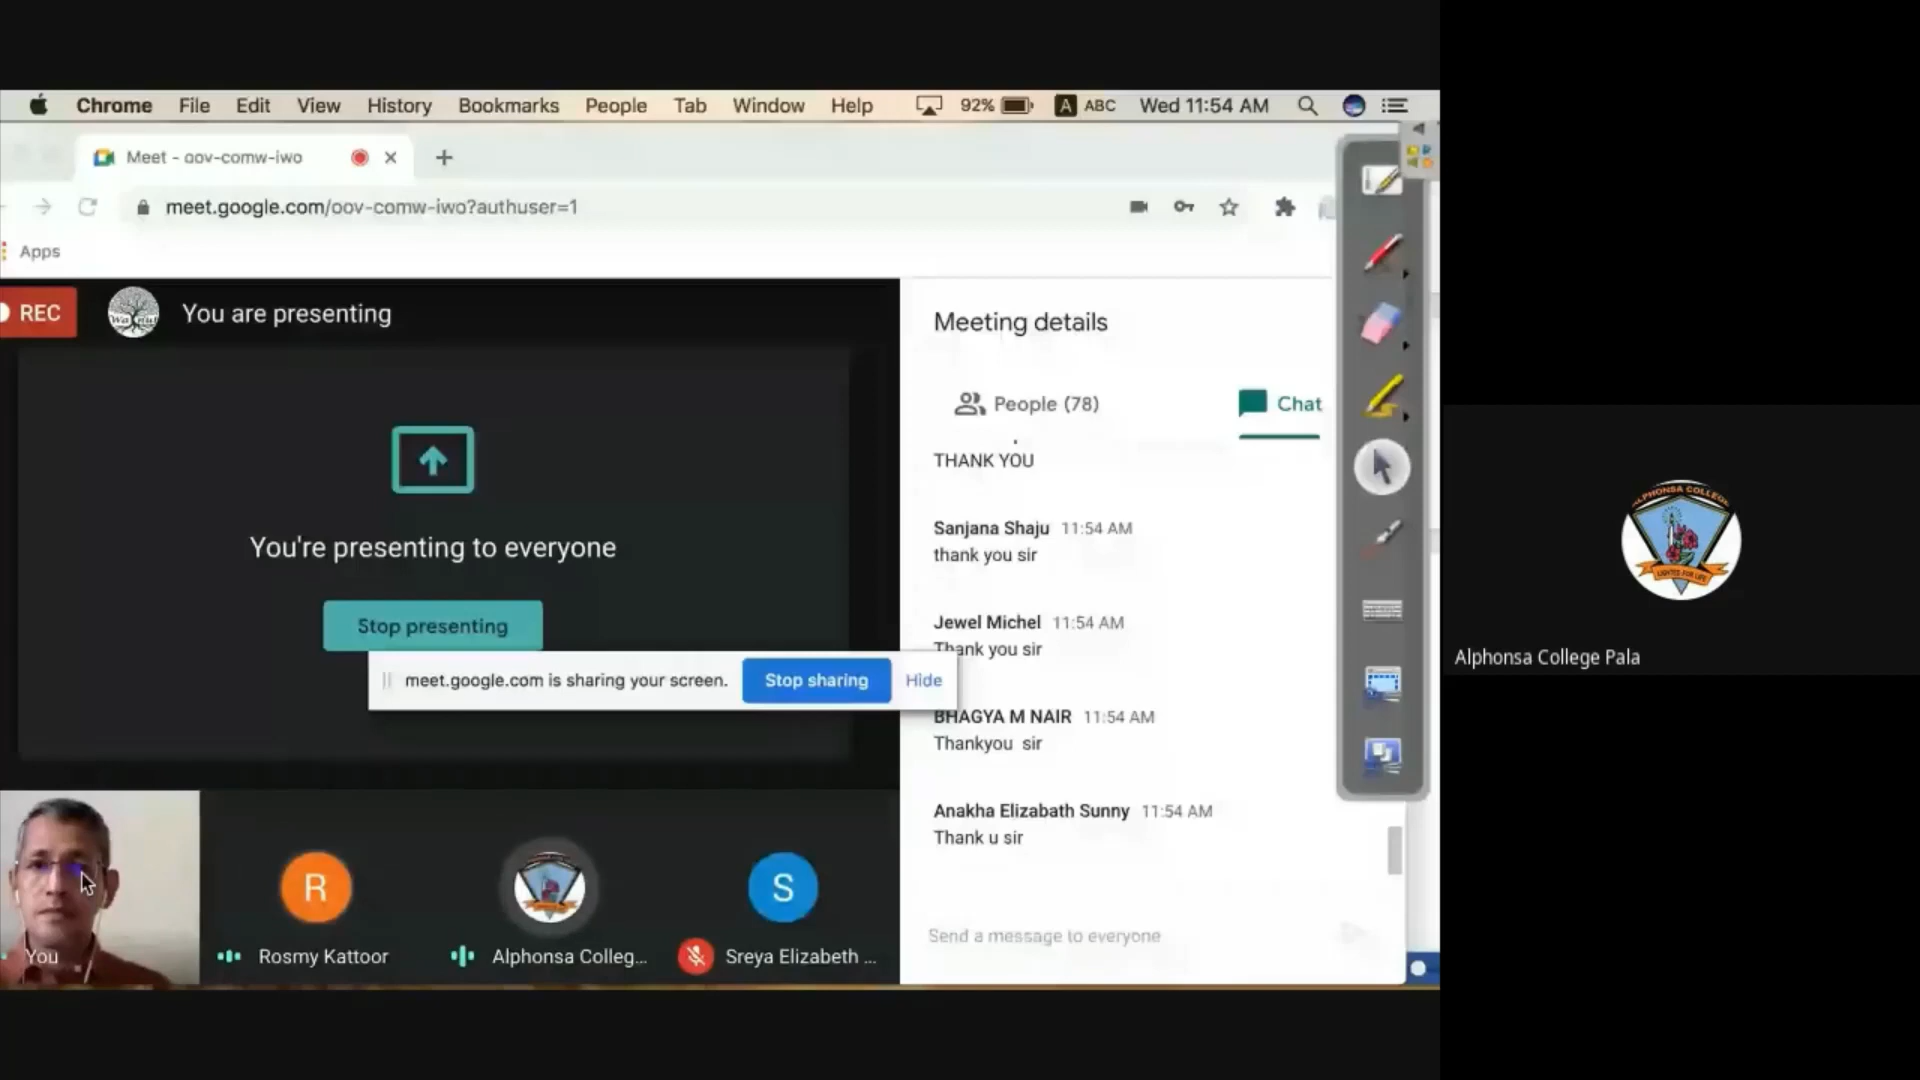 Chrome File Edit View History Bookmarks People Tab Window Help 92% A ABC Wed 11:54 AM
Meet - oov-comw-iwo
meet.google.com/oov-comw-iwo?authuser=1
Apps
REC
You are presenting
You're presenting to everyone
Stop presenting
meet.google.com is sharing your screen. Stop sharing Hide
You
R
Rosmy Kattoor
Alphonsa Colleg...
S
Sreya Elizabeth ...
Meeting details
People (78)
Chat
THANK YOU
Sanjana Shaju 11:54 AM
thank you sir
Jewel Michel 11:54 AM
Thank you sir
BHAGYA M NAIR 11:54 AM
Thankyou sir
Anakha Elizabath Sunny 11:54 AM
Thank u sir
Send a message to everyone
ALPHONSA COLLEGE
LIGHTED FOR LIFE
Alphonsa College Pala